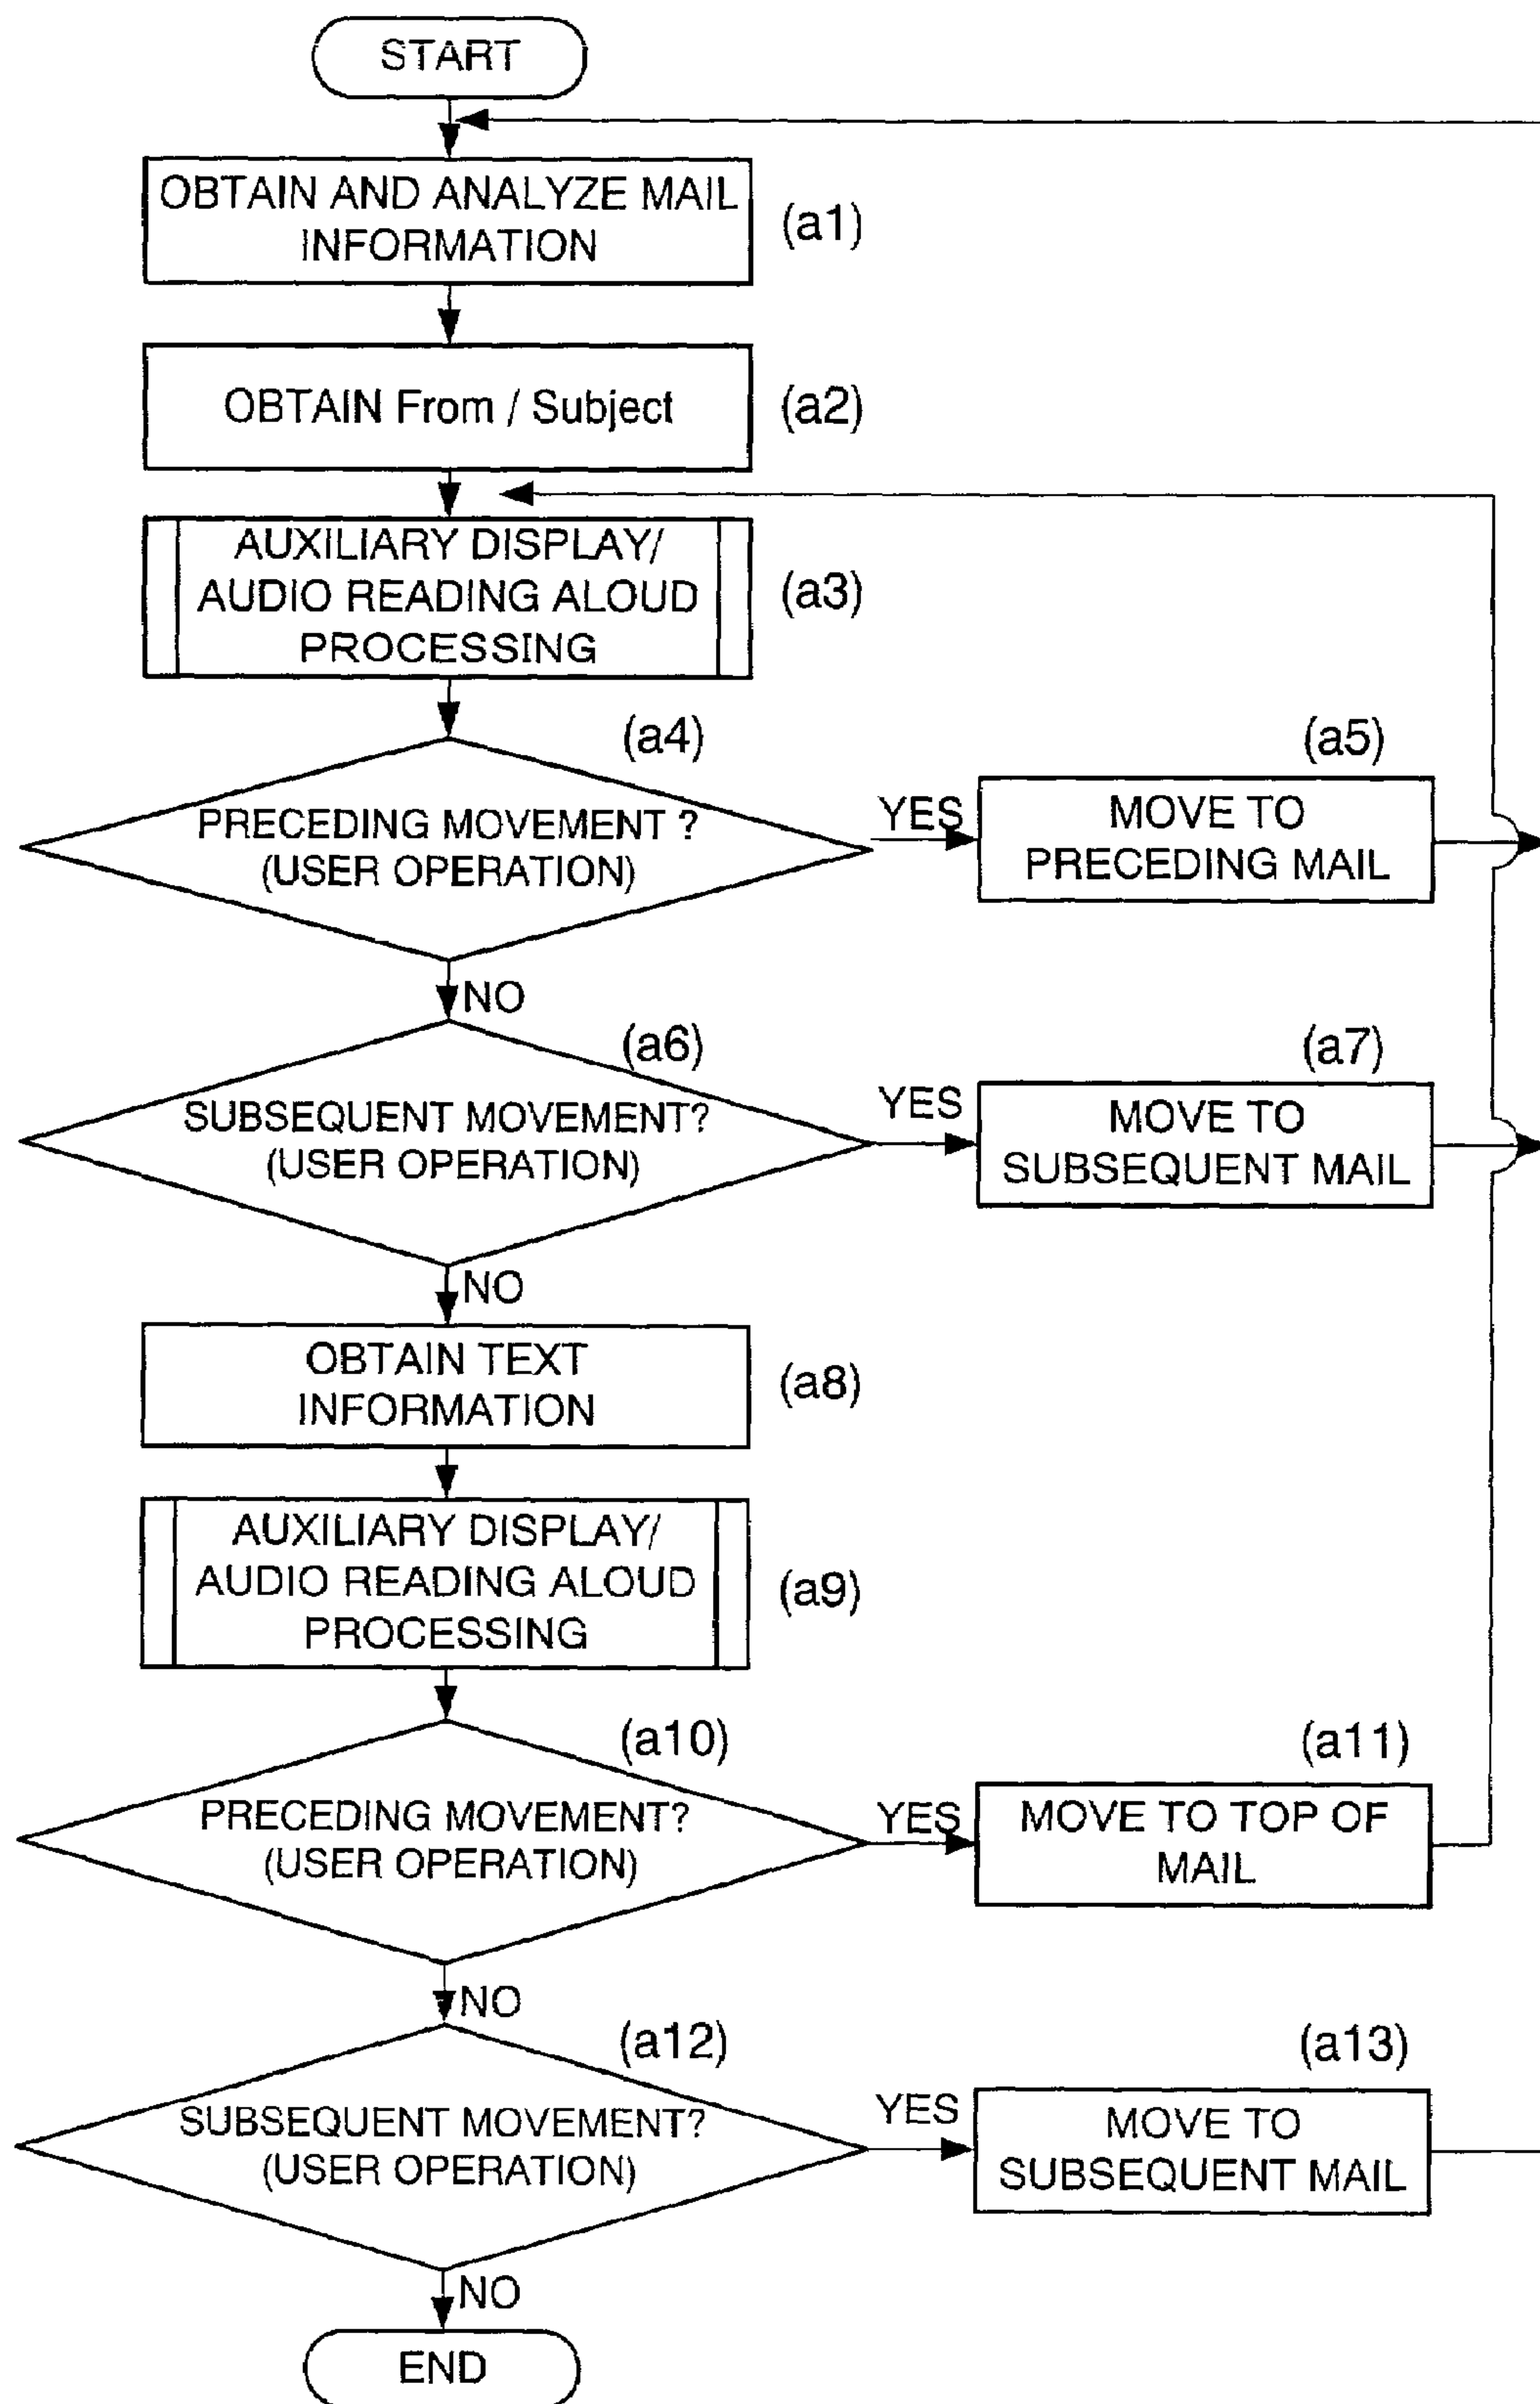 START
OBTAIN AND ANALYZE MAIL
INFORMATION
(a1)
OBTAIN From / Subject
(a2)
AUXILIARY DISPLAY/
AUDIO READING ALOUD
PROCESSING
(a3)
(a4)
PRECEDING MOVEMENT ?
(USER OPERATION)
YES
(a5)
MOVE TO
PRECEDING MAIL
NO
(a6)
SUBSEQUENT MOVEMENT?
(USER OPERATION)
YES
(a7)
MOVE TO
SUBSEQUENT MAIL
NO
OBTAIN TEXT
INFORMATION
(a8)
AUXILIARY DISPLAY/
AUDIO READING ALOUD
PROCESSING
(a9)
(a10)
PRECEDING MOVEMENT?
(USER OPERATION)
YES
(a11)
MOVE TO TOP OF
MAIL
NO
(a12)
SUBSEQUENT MOVEMENT?
(USER OPERATION)
YES
(a13)
MOVE TO
SUBSEQUENT MAIL
NO
END